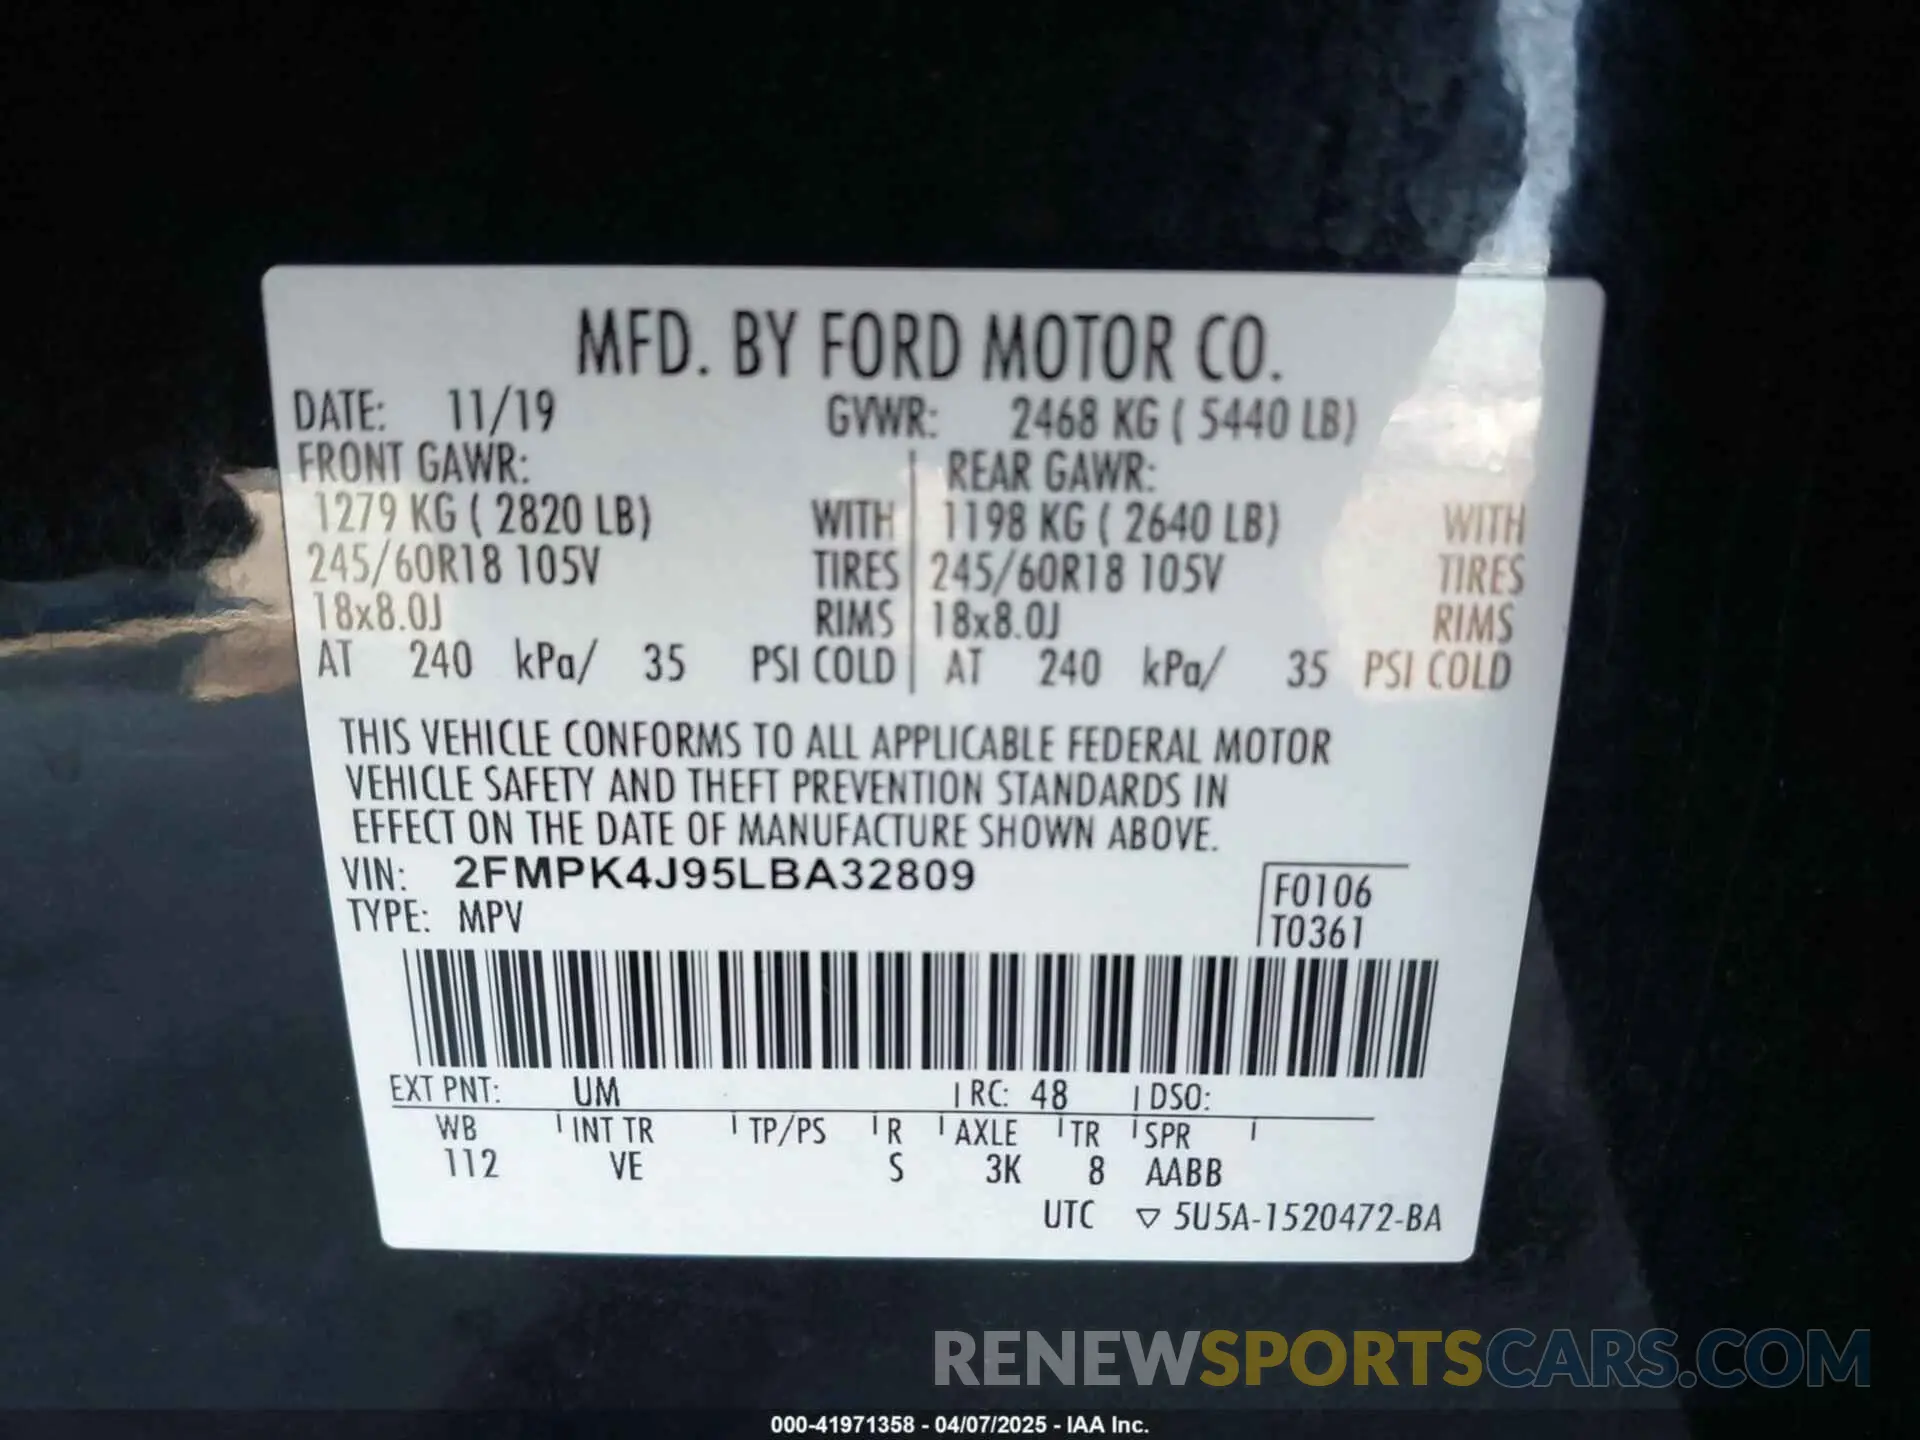 MFD. BY FORD MOTOR CO.
DATE: 11/19 GVWR: 2468 KG ( 5440 LB)
FRONT GAWR: REAR GAWR:
1279 KG ( 2820 LB) WITH 1198 KG ( 2640 LB) WITH
245/60R18 105V TIRES 245/60R18 105V TIRES
18x8.0J RIMS 18x8.0J RIMS
AT 240 kPa/ 35 PSI COLD AT 240 kPa/ 35 PSI COLD
THIS VEHICLE CONFORMS TO ALL APPLICABLE FEDERAL MOTOR
VEHICLE SAFETY AND THEFT PREVENTION STANDARDS IN
EFFECT ON THE DATE OF MANUFACTURE SHOWN ABOVE.
VIN: 2FMPK4J95LBA32809 F0106
TYPE: MPV T0361
EXT PNT: UM RC: 48 DSO:
WB INT TR TP/PS R AXLE TR SPR
112 VE S 3K 8 AABB
UTC ▽ 5U5A-1520472-BA
RENEWSPORTSCARS.COM
000-41971358 - 04/07/2025 - IAA Inc.